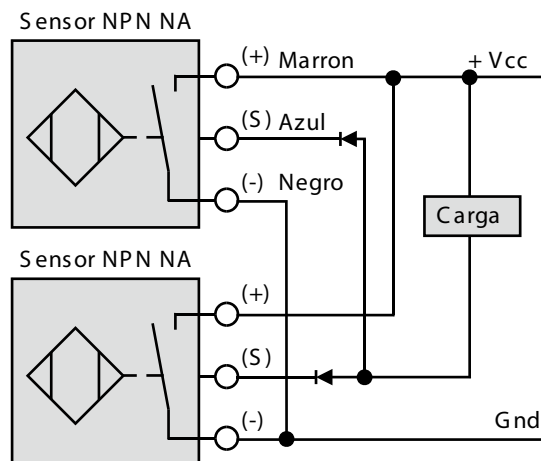 Sensor NPN NA
(+) Marron
+ Vcc
(S) Azul
(-) Negro
Carga
Sensor NPN NA
(+)
(S)
(-)
Gnd